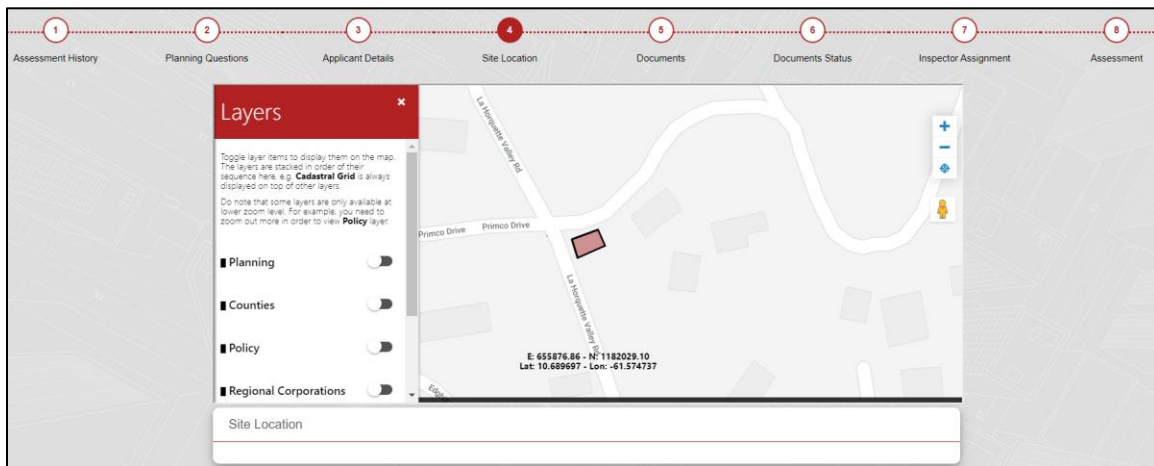 1
2
3
4
5
6
7
8
Assessment History
Planning Questions
Applicant Details
Site Location
Documents
Documents Status
Inspector Assignment
Assessment
Layers
×
Toggle layer items to display them on the map.
The layers are stacked in order of their
sequence here, e.g. Cadastral Grid is always
displayed on top of other layers.
Do note that some layers are only available at
lower zoom level. For example, you need to
zoom out more in order to view Policy layer.
Planning
Counties
Policy
Regional Corporations
La Horquette Valley Rd
Primco Drive
Primco Drive
La Horquette Valley Rd
E: 655876.86 - N: 1182029.10
Lat: 10.689697 - Lon: -61.574737
+
−
Site Location